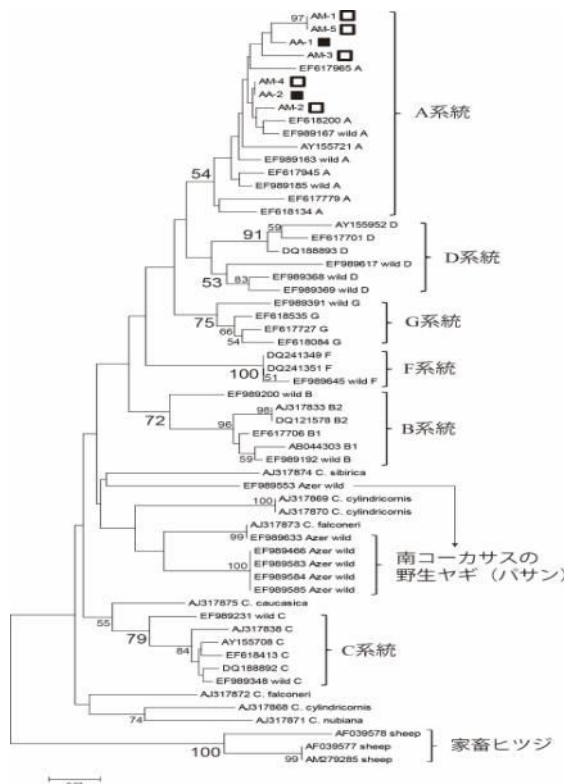 AM-1
97
AM-5
AA-1
AM-3
EF617965 A
AM-4
AA-2
AM-2
EF618200 A
EF989167 wild A
AY155721 A
EF989163 wild A
EF617945 A
EF989185 wild A
EF617779 A
EF618134 A
A系統
54
AY155952 D
59
EF617701 D
91
DQ188893 D
EF989617 wild D
53
83
EF989368 wild D
EF989369 wild D
D系統
EF989391 wild G
75
EF618535 G
66
EF617727 G
54
EF618084 G
G系統
DQ241349 F
100
DQ241351 F
51
EF989645 wild F
F系統
EF989200 wild B
72
98
AJ317833 B2
DQ121578 B2
96
EF617706 B1
AB044303 B1
59
EF989192 wild B
B系統
AJ317874 C. sibirica
EF989553 Azer wild
100
AJ317869 C. cylindricornis
AJ317870 C. cylindricornis
AJ317873 C. falconeri
99
EF989633 Azer wild
EF989466 Azer wild
EF989583 Azer wild
100
EF989584 Azer wild
EF989585 Azer wild
南コーカサスの
野生ヤギ（パサン）
AJ317875 C. caucasica
55
EF989231 wild C
79
AJ317838 C
84
AY155708 C
EF618413 C
DQ188892 C
EF989348 wild C
C系統
AJ317872 C. falconeri
AJ317868 C. cylindricornis
74
AJ317871 C. nubiana
AF039578 sheep
100
AF039577 sheep
99
AM279285 sheep
家畜ヒツジ